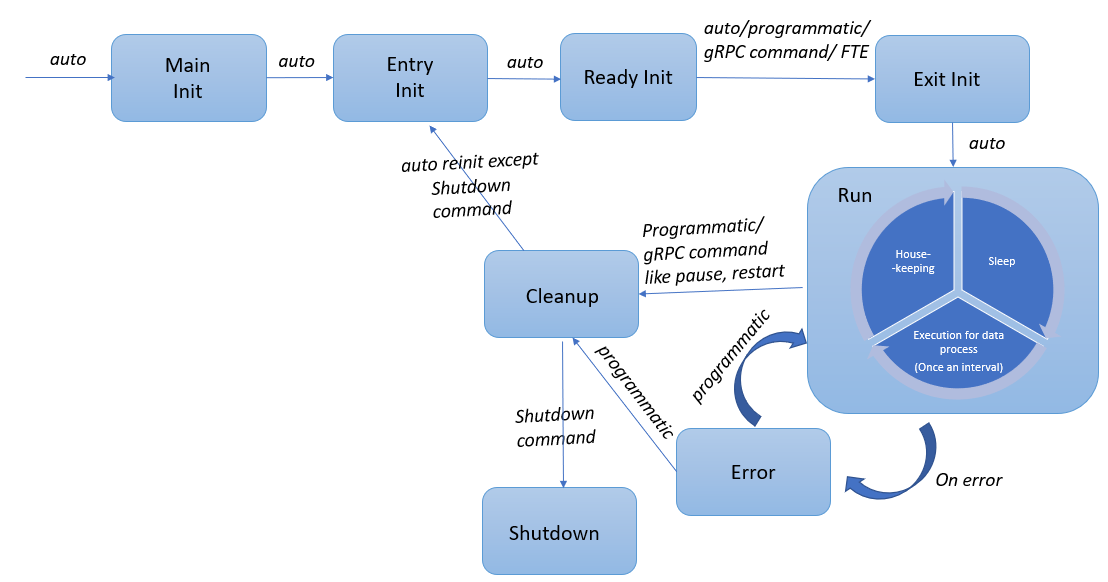 auto
Main
Init
auto
Entry
Init
auto
Ready Init
auto/programmatic/
gRPC command/ FTE
Exit Init
auto
auto reinit except
Shutdown
command
Run
House-
-keeping
Sleep
Execution for data
process
(Once an interval)
Programmatic/
gRPC command
like pause, restart
Cleanup
programmatic
programmatic
Shutdown
command
Error
On error
Shutdown